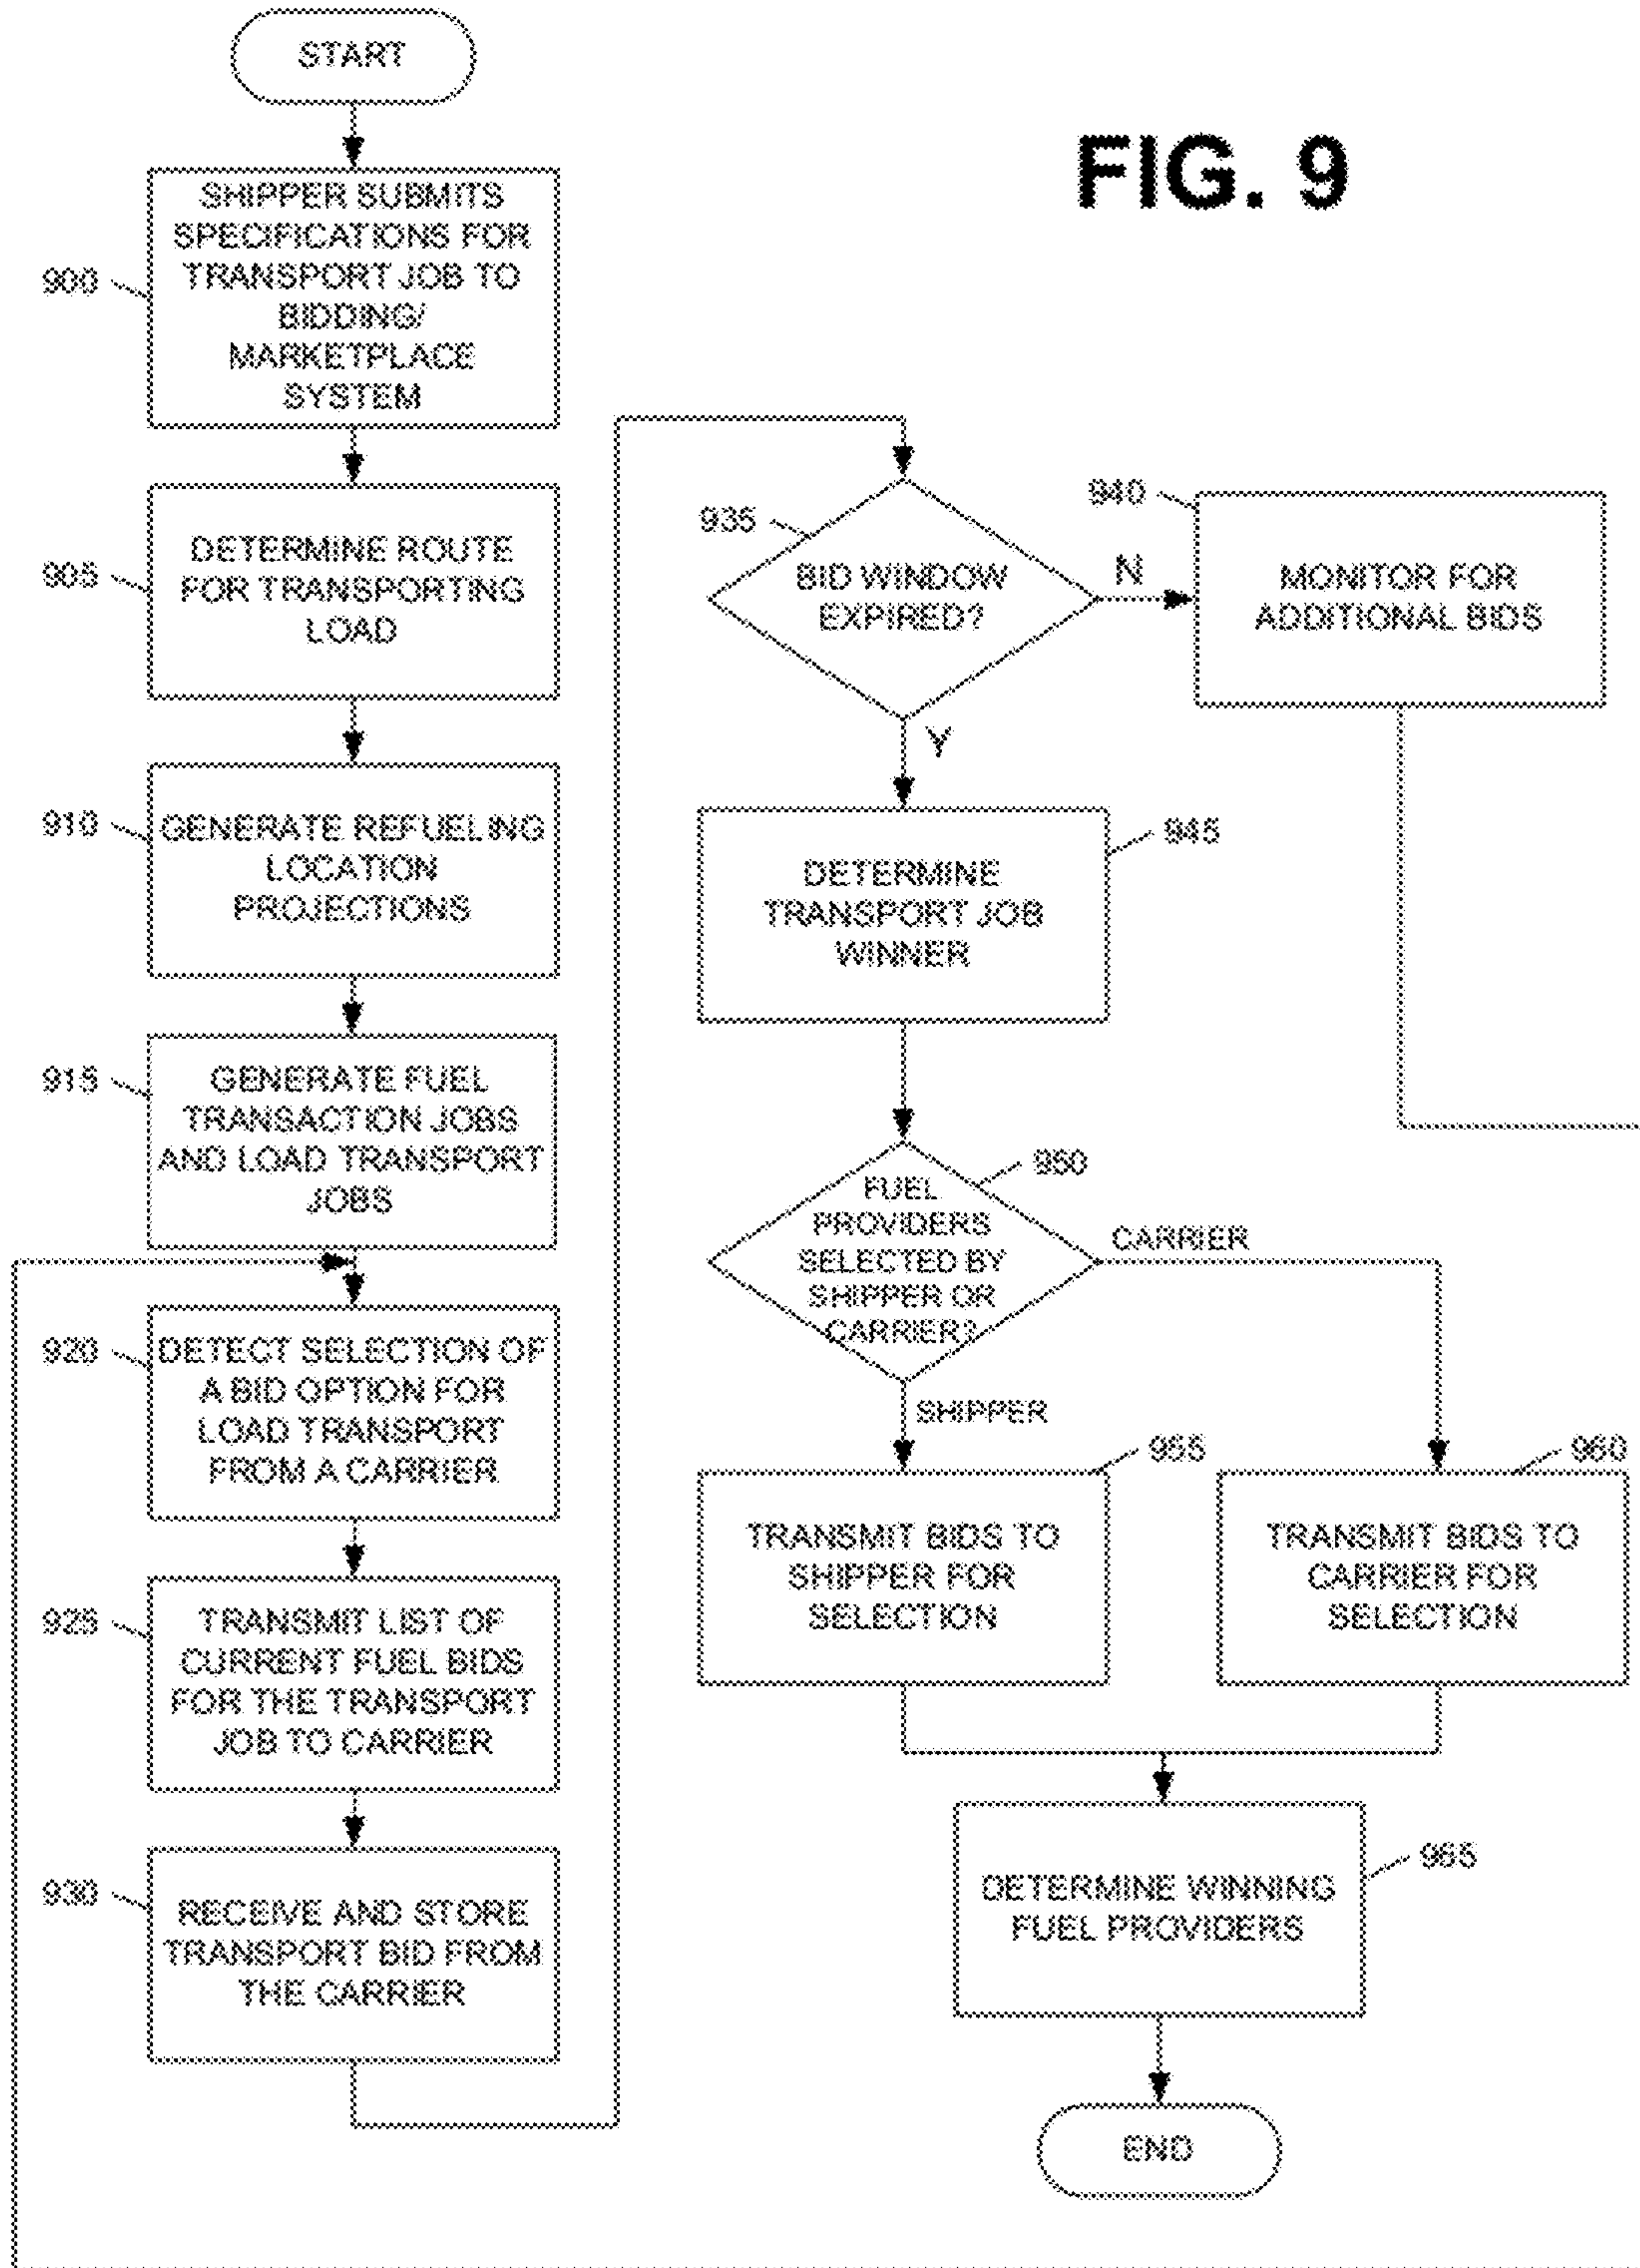 START
FIG. 9
900
SHIPPER SUBMITS
SPECIFICATIONS FOR
TRANSPORT JOB TO
BIDDING/
MARKETPLACE
SYSTEM
905
DETERMINE ROUTE
FOR TRANSPORTING
LOAD
910
GENERATE REFUELING
LOCATION
PROJECTIONS
915
GENERATE FUEL
TRANSACTION JOBS
AND LOAD TRANSPORT
JOBS
920
DETECT SELECTION OF
A BID OPTION FOR
LOAD TRANSPORT
FROM A CARRIER
925
TRANSMIT LIST OF
CURRENT FUEL BIDS
FOR THE TRANSPORT
JOB TO CARRIER
930
RECEIVE AND STORE
TRANSPORT BID FROM
THE CARRIER
935
BID WINDOW
EXPIRED?
N
Y
940
MONITOR FOR
ADDITIONAL BIDS
945
DETERMINE
TRANSPORT JOB
WINNER
950
FUEL
PROVIDERS
SELECTED BY
SHIPPER OR
CARRIER?
CARRIER
SHIPPER
955
TRANSMIT BIDS TO
SHIPPER FOR
SELECTION
960
TRANSMIT BIDS TO
CARRIER FOR
SELECTION
965
DETERMINE WINNING
FUEL PROVIDERS
END